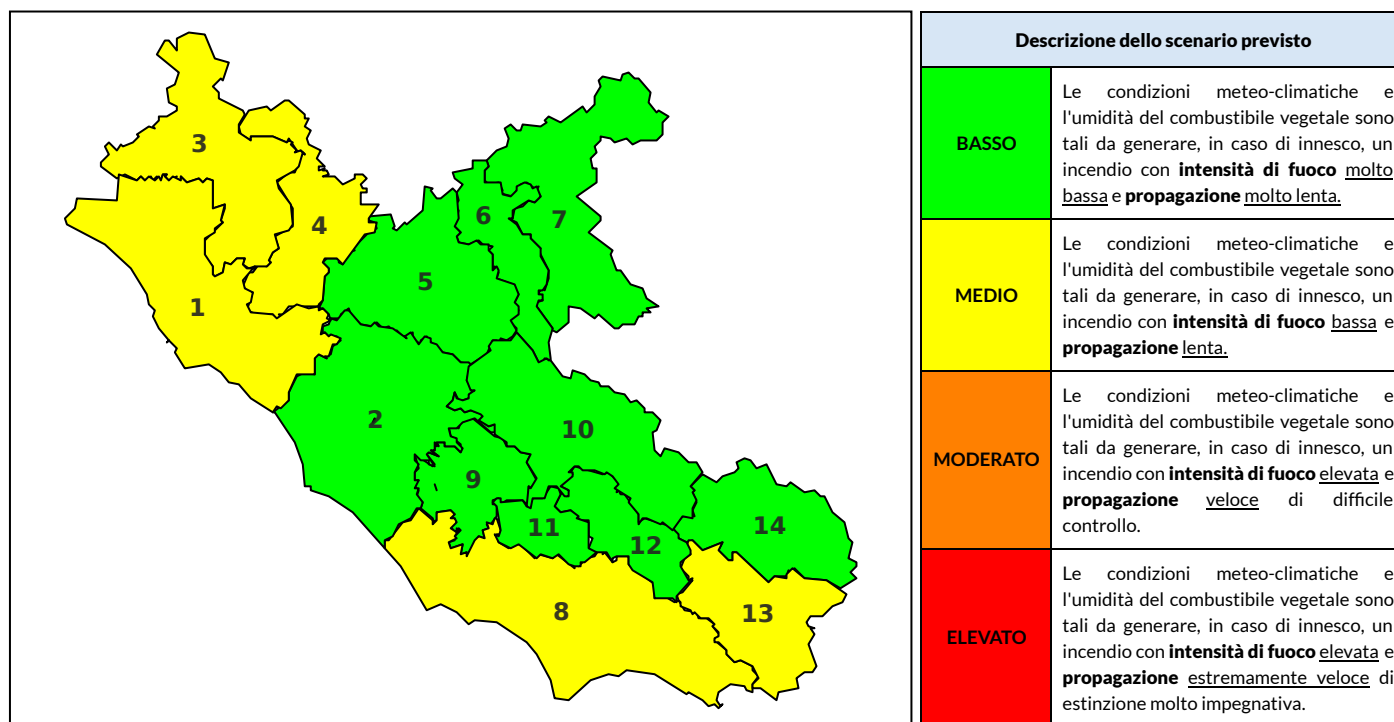 3
4
6
7
5
1
2
10
9
11
12
14
8
13
Descrizione dello scenario previsto
BASSO
Le condizioni meteo-climatiche e
l'umidità del combustibile vegetale sono
tali da generare, in caso di innesco, un
incendio con intensità di fuoco molto
bassa e propagazione molto lenta.
MEDIO
Le condizioni meteo-climatiche e
l'umidità del combustibile vegetale sono
tali da generare, in caso di innesco, un
incendio con intensità di fuoco bassa e
propagazione lenta.
MODERATO
Le condizioni meteo-climatiche e
l'umidità del combustibile vegetale sono
tali da generare, in caso di innesco, un
incendio con intensità di fuoco elevata e
propagazione veloce di difficile
controllo.
ELEVATO
Le condizioni meteo-climatiche e
l'umidità del combustibile vegetale sono
tali da generare, in caso di innesco, un
incendio con intensità di fuoco elevata e
propagazione estremamente veloce di
estinzione molto impegnativa.